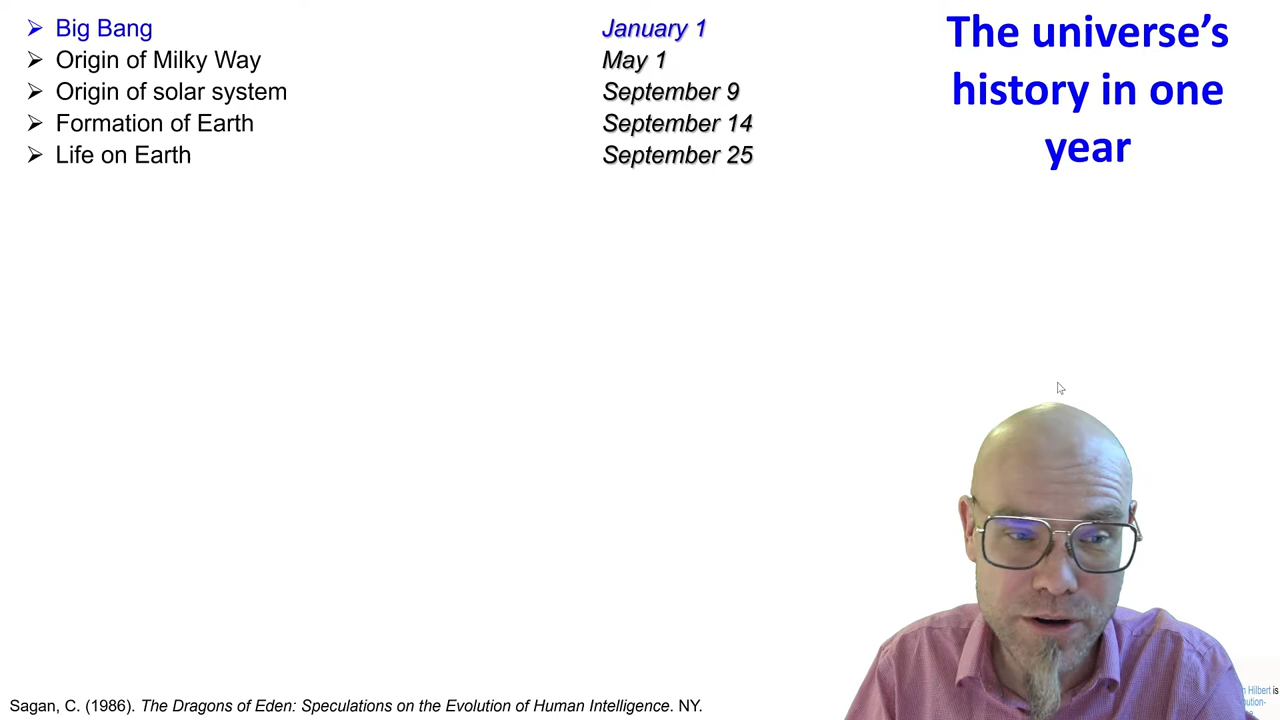 ➢ Big Bang January 1
➢ Origin of Milky Way May 1
➢ Origin of solar system September 9
➢ Formation of Earth September 14
➢ Life on Earth September 25
The universe’s
history in one
year
Hilbert is
Sagan, C. (1986). The Dragons of Eden: Speculations on the Evolution of Human Intelligence. NY.